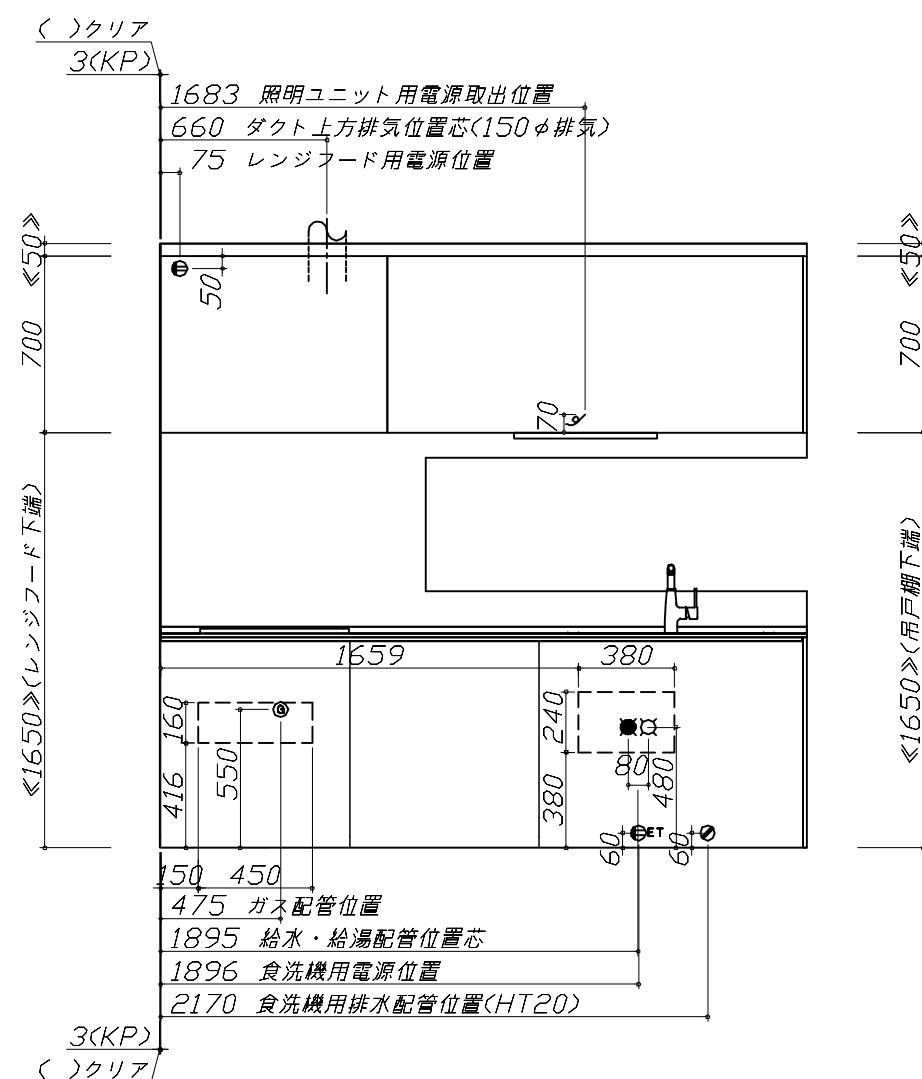 ( )クリア
3(KP)
1683 照明ユニット用電源取出位置
660 ダクト上方排気位置芯(150φ排気)
75 レンジフード用電源位置
≪50≫
≪50≫
50
700
700
70
≪1650≫(レンジフード下端)
≪1650≫(吊戸棚下端)
1659
380
160
240
G
550
416
80
480
380
60
ET
60
150
450
475 ガス配管位置
1895 給水・給湯配管位置芯
1896 食洗機用電源位置
2170 食洗機用排水配管位置(HT20)
3(KP)
( )クリア